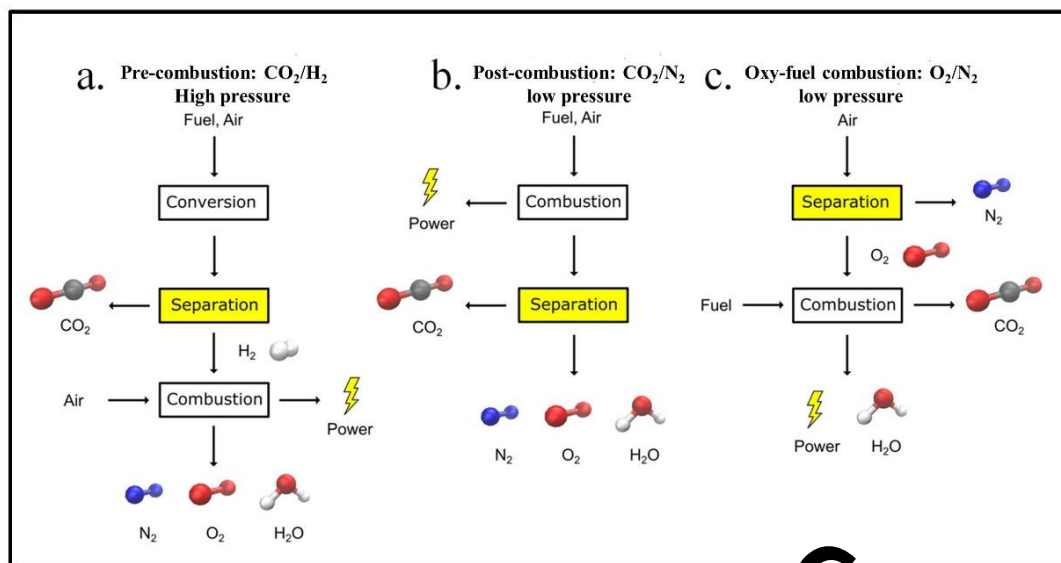 a. Pre-combustion: CO₂/H₂
High pressure
Fuel, Air
Conversion
Separation
CO₂
H₂
Air
Combustion
Power
N₂ O₂ H₂O
b. Post-combustion: CO₂/N₂
low pressure
Fuel, Air
Combustion
Power
Separation
CO₂
N₂ O₂ H₂O
c. Oxy-fuel combustion: O₂/N₂
low pressure
Air
Separation
N₂
O₂
Fuel
Combustion
CO₂
Power H₂O